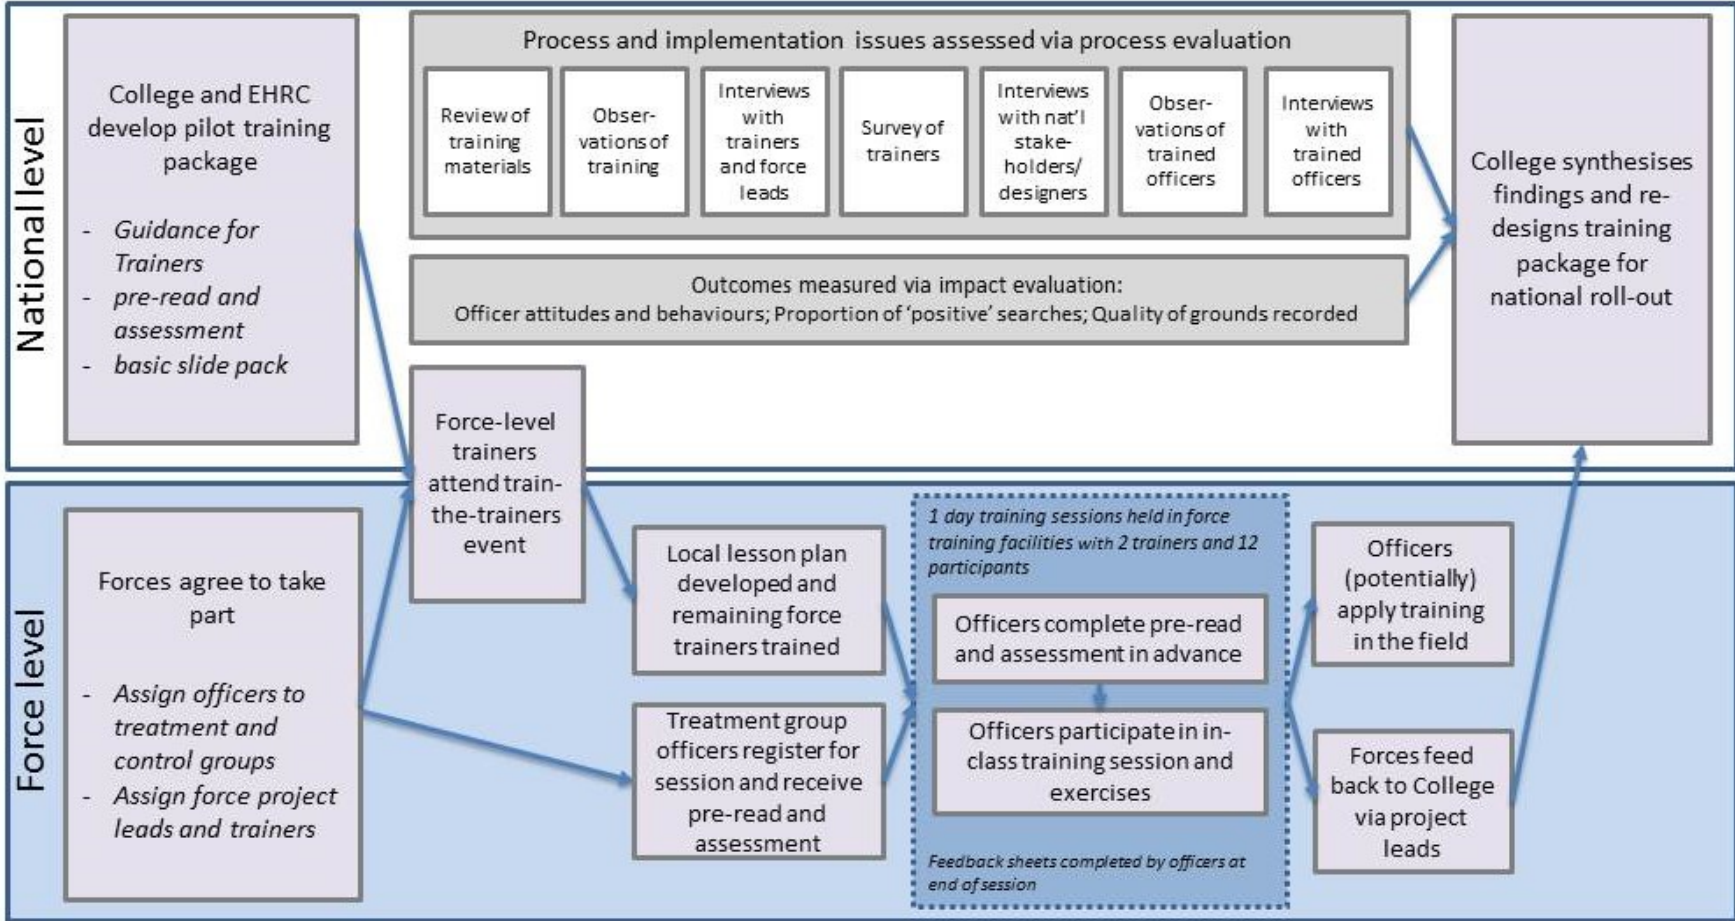 National level
College and EHRC
develop pilot training
package
- Guidance for
Trainers
- pre-read and
assessment
- basic slide pack
Process and implementation issues assessed via process evaluation
Review of
training
materials
Obser-
vations of
training
Interviews
with
trainers
and force
leads
Survey of
trainers
Interviews
with nat'l
stake-
holders/
designers
Obser-
vations of
trained
officers
Interviews
with
trained
officers
Outcomes measured via impact evaluation:
Officer attitudes and behaviours; Proportion of 'positive' searches; Quality of grounds recorded
College synthesises
findings and re-
designs training
package for
national roll-out
Force-level
trainers
attend train-
the-trainers
event
Force level
Forces agree to take
part
- Assign officers to
treatment and
control groups
- Assign force project
leads and trainers
Local lesson plan
developed and
remaining force
trainers trained
Treatment group
officers register for
session and receive
pre-read and
assessment
1 day training sessions held in force
training facilities with 2 trainers and 12
participants
Officers complete pre-read
and assessment in advance
Officers participate in in-
class training session and
exercises
Feedback sheets completed by officers at
end of session
Officers
(potentially)
apply training
in the field
Forces feed
back to College
via project
leads